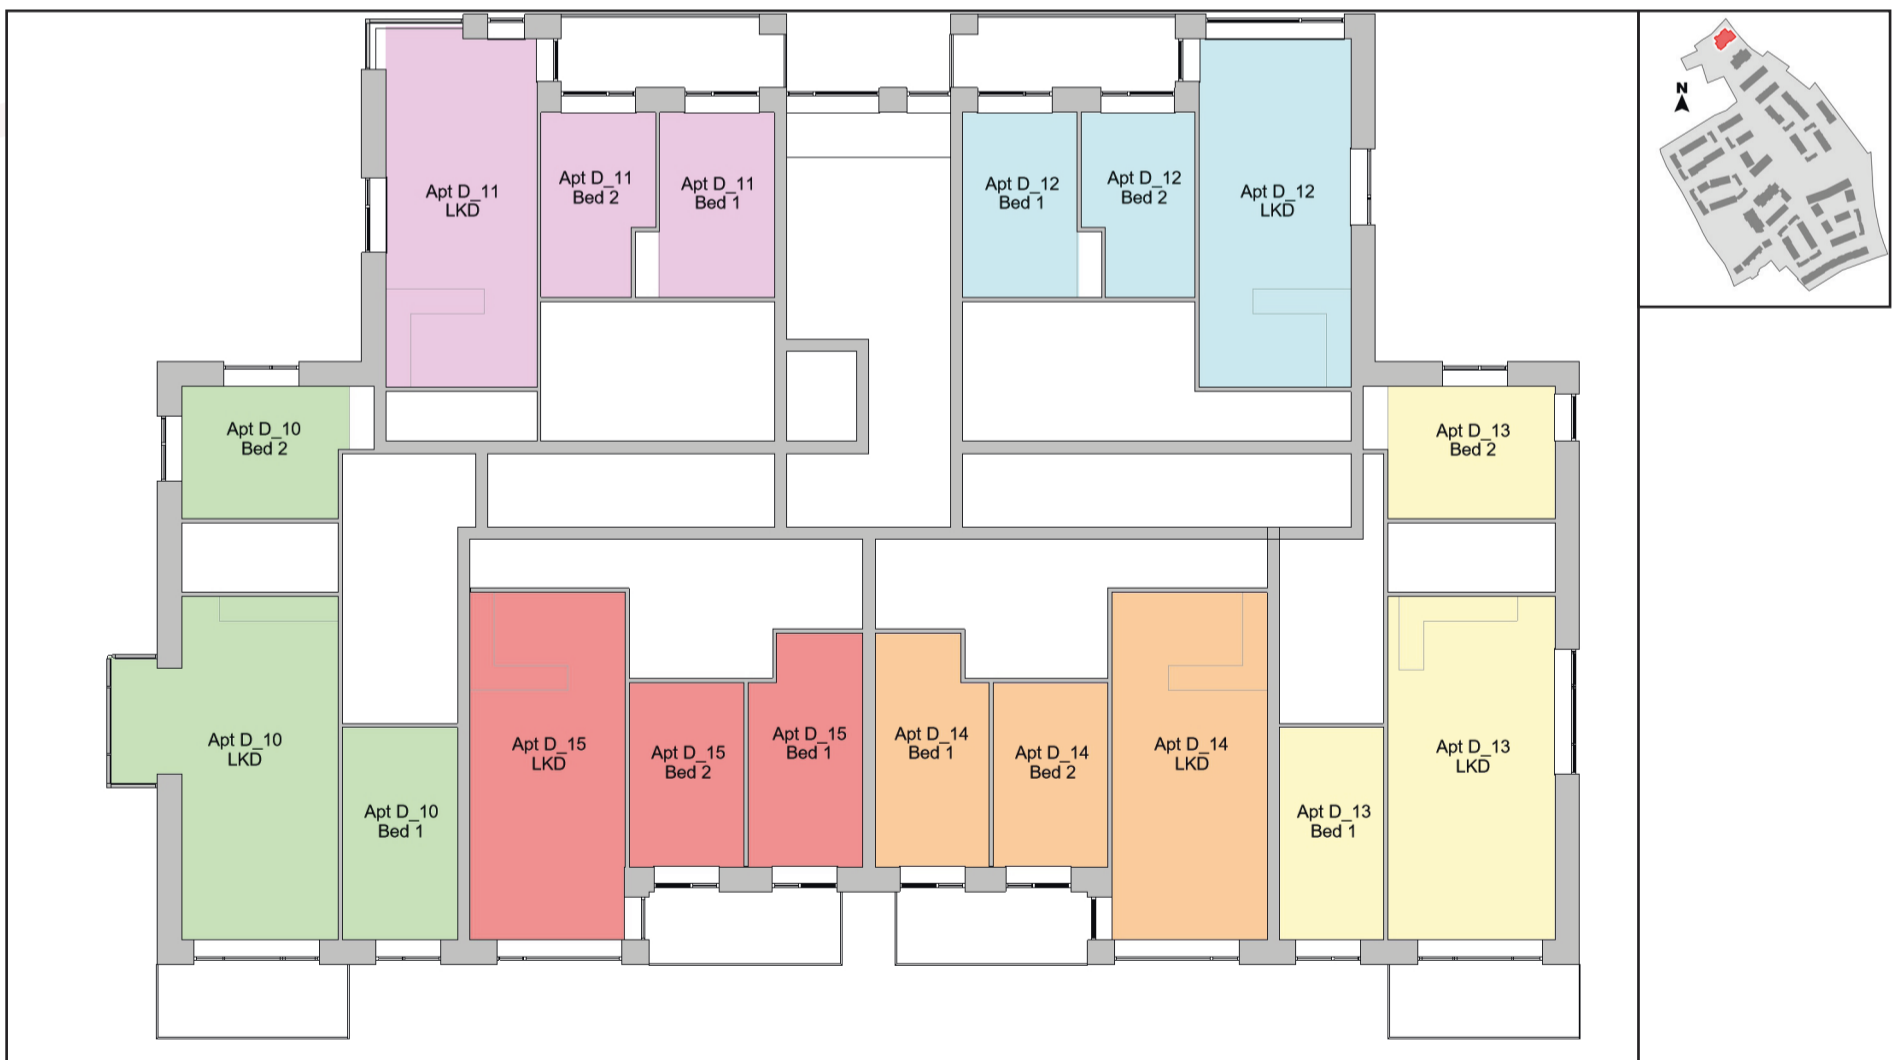 N
Apt D_11
LKD
Apt D_11
Bed 2
Apt D_11
Bed 1
Apt D_12
Bed 1
Apt D_12
Bed 2
Apt D_12
LKD
Apt D_10
Bed 2
Apt D_13
Bed 2
Apt D_10
LKD
Apt D_10
Bed 1
Apt D_15
LKD
Apt D_15
Bed 2
Apt D_15
Bed 1
Apt D_14
Bed 1
Apt D_14
Bed 2
Apt D_14
LKD
Apt D_13
Bed 1
Apt D_13
LKD